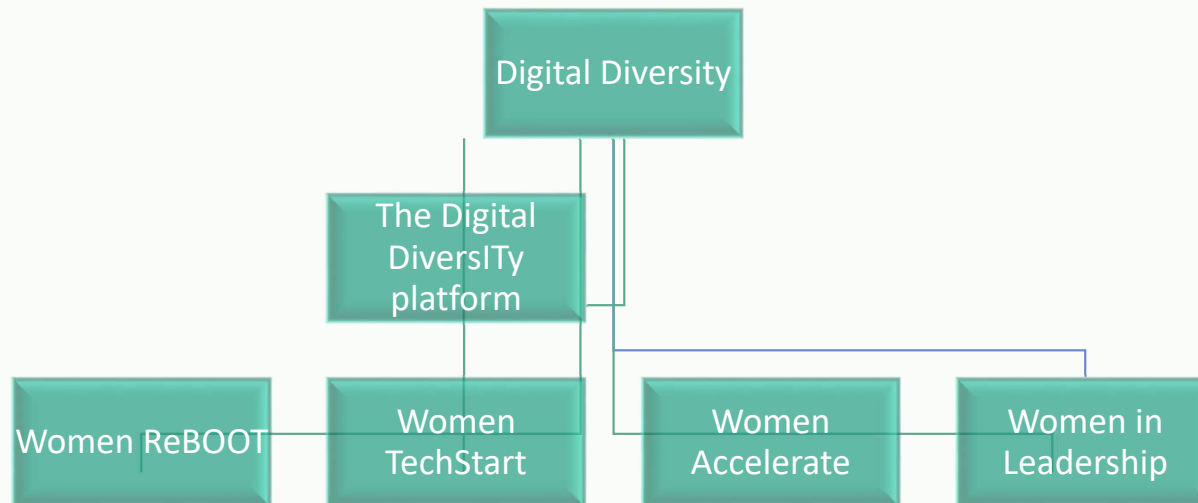 Digital Diversity
The Digital
DiversITy
platform
Women ReBOOT
Women
TechStart
Women
Accelerate
Women in
Leadership